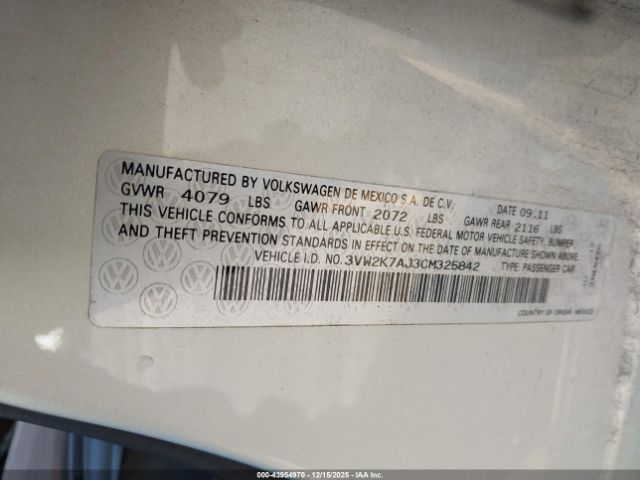 MANUFACTURED BY VOLKSWAGEN DE MEXICO S.A. DE C.V. DATE 09.11
GVWR 4079 LBS GAWR FRONT 2072 LBS GAWR REAR 2116 LBS
THIS VEHICLE CONFORMS TO ALL APPLICABLE U.S. FEDERAL MOTOR VEHICLE SAFETY, BUMPER
AND THEFT PREVENTION STANDARDS IN EFFECT ON THE DATE OF MANUFACTURE SHOWN ABOVE.
VEHICLE I.D. NO. 3VW2K7AJ3CM325842 TYPE: PASSENGER CAR
COUNTRY OF ORIGIN: MEXICO
000-43954970 | 12/15/2025 - IAA Inc.